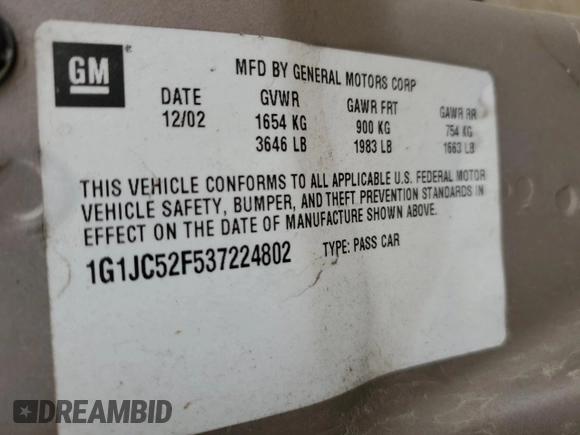 GM
MFD BY GENERAL MOTORS CORP
DATE GVWR GAWR FRT GAWR RR
12/02 1654 KG 900 KG 754 KG
3646 LB 1983 LB 1663 LB
THIS VEHICLE CONFORMS TO ALL APPLICABLE U.S. FEDERAL MOTOR
VEHICLE SAFETY, BUMPER, AND THEFT PREVENTION STANDARDS IN
EFFECT ON THE DATE OF MANUFACTURE SHOWN ABOVE.
1G1JC52F537224802 TYPE: PASS CAR
DREAMBID